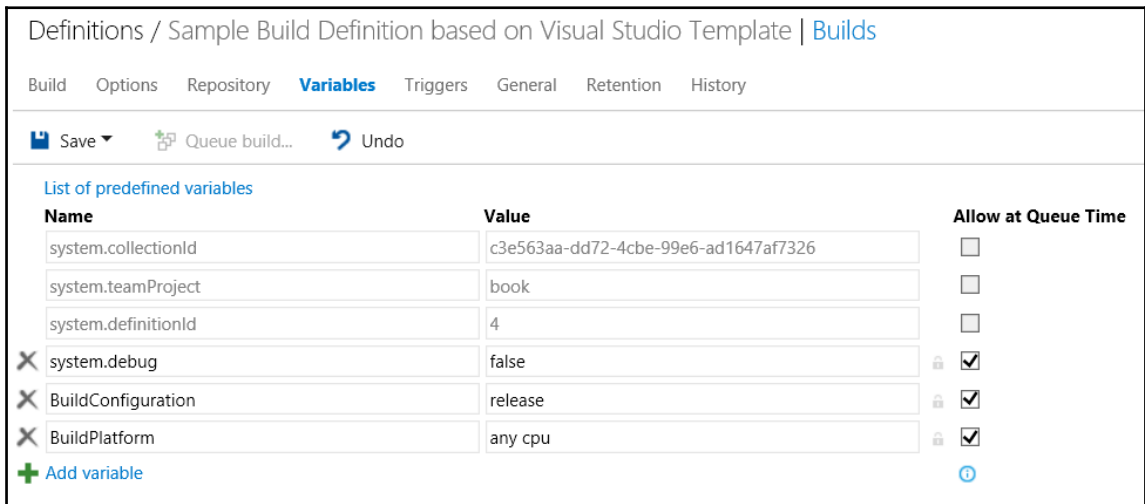 Definitions / Sample Build Definition based on Visual Studio Template | Builds
Build Options Repository Variables Triggers General Retention History
Save Queue build... Undo
List of predefined variables
Name Value Allow at Queue Time
system.collectionId c3e563aa-dd72-4cbe-99e6-ad1647af7326
system.teamProject book
system.definitionId 4
system.debug false
BuildConfiguration release
BuildPlatform any cpu
Add variable